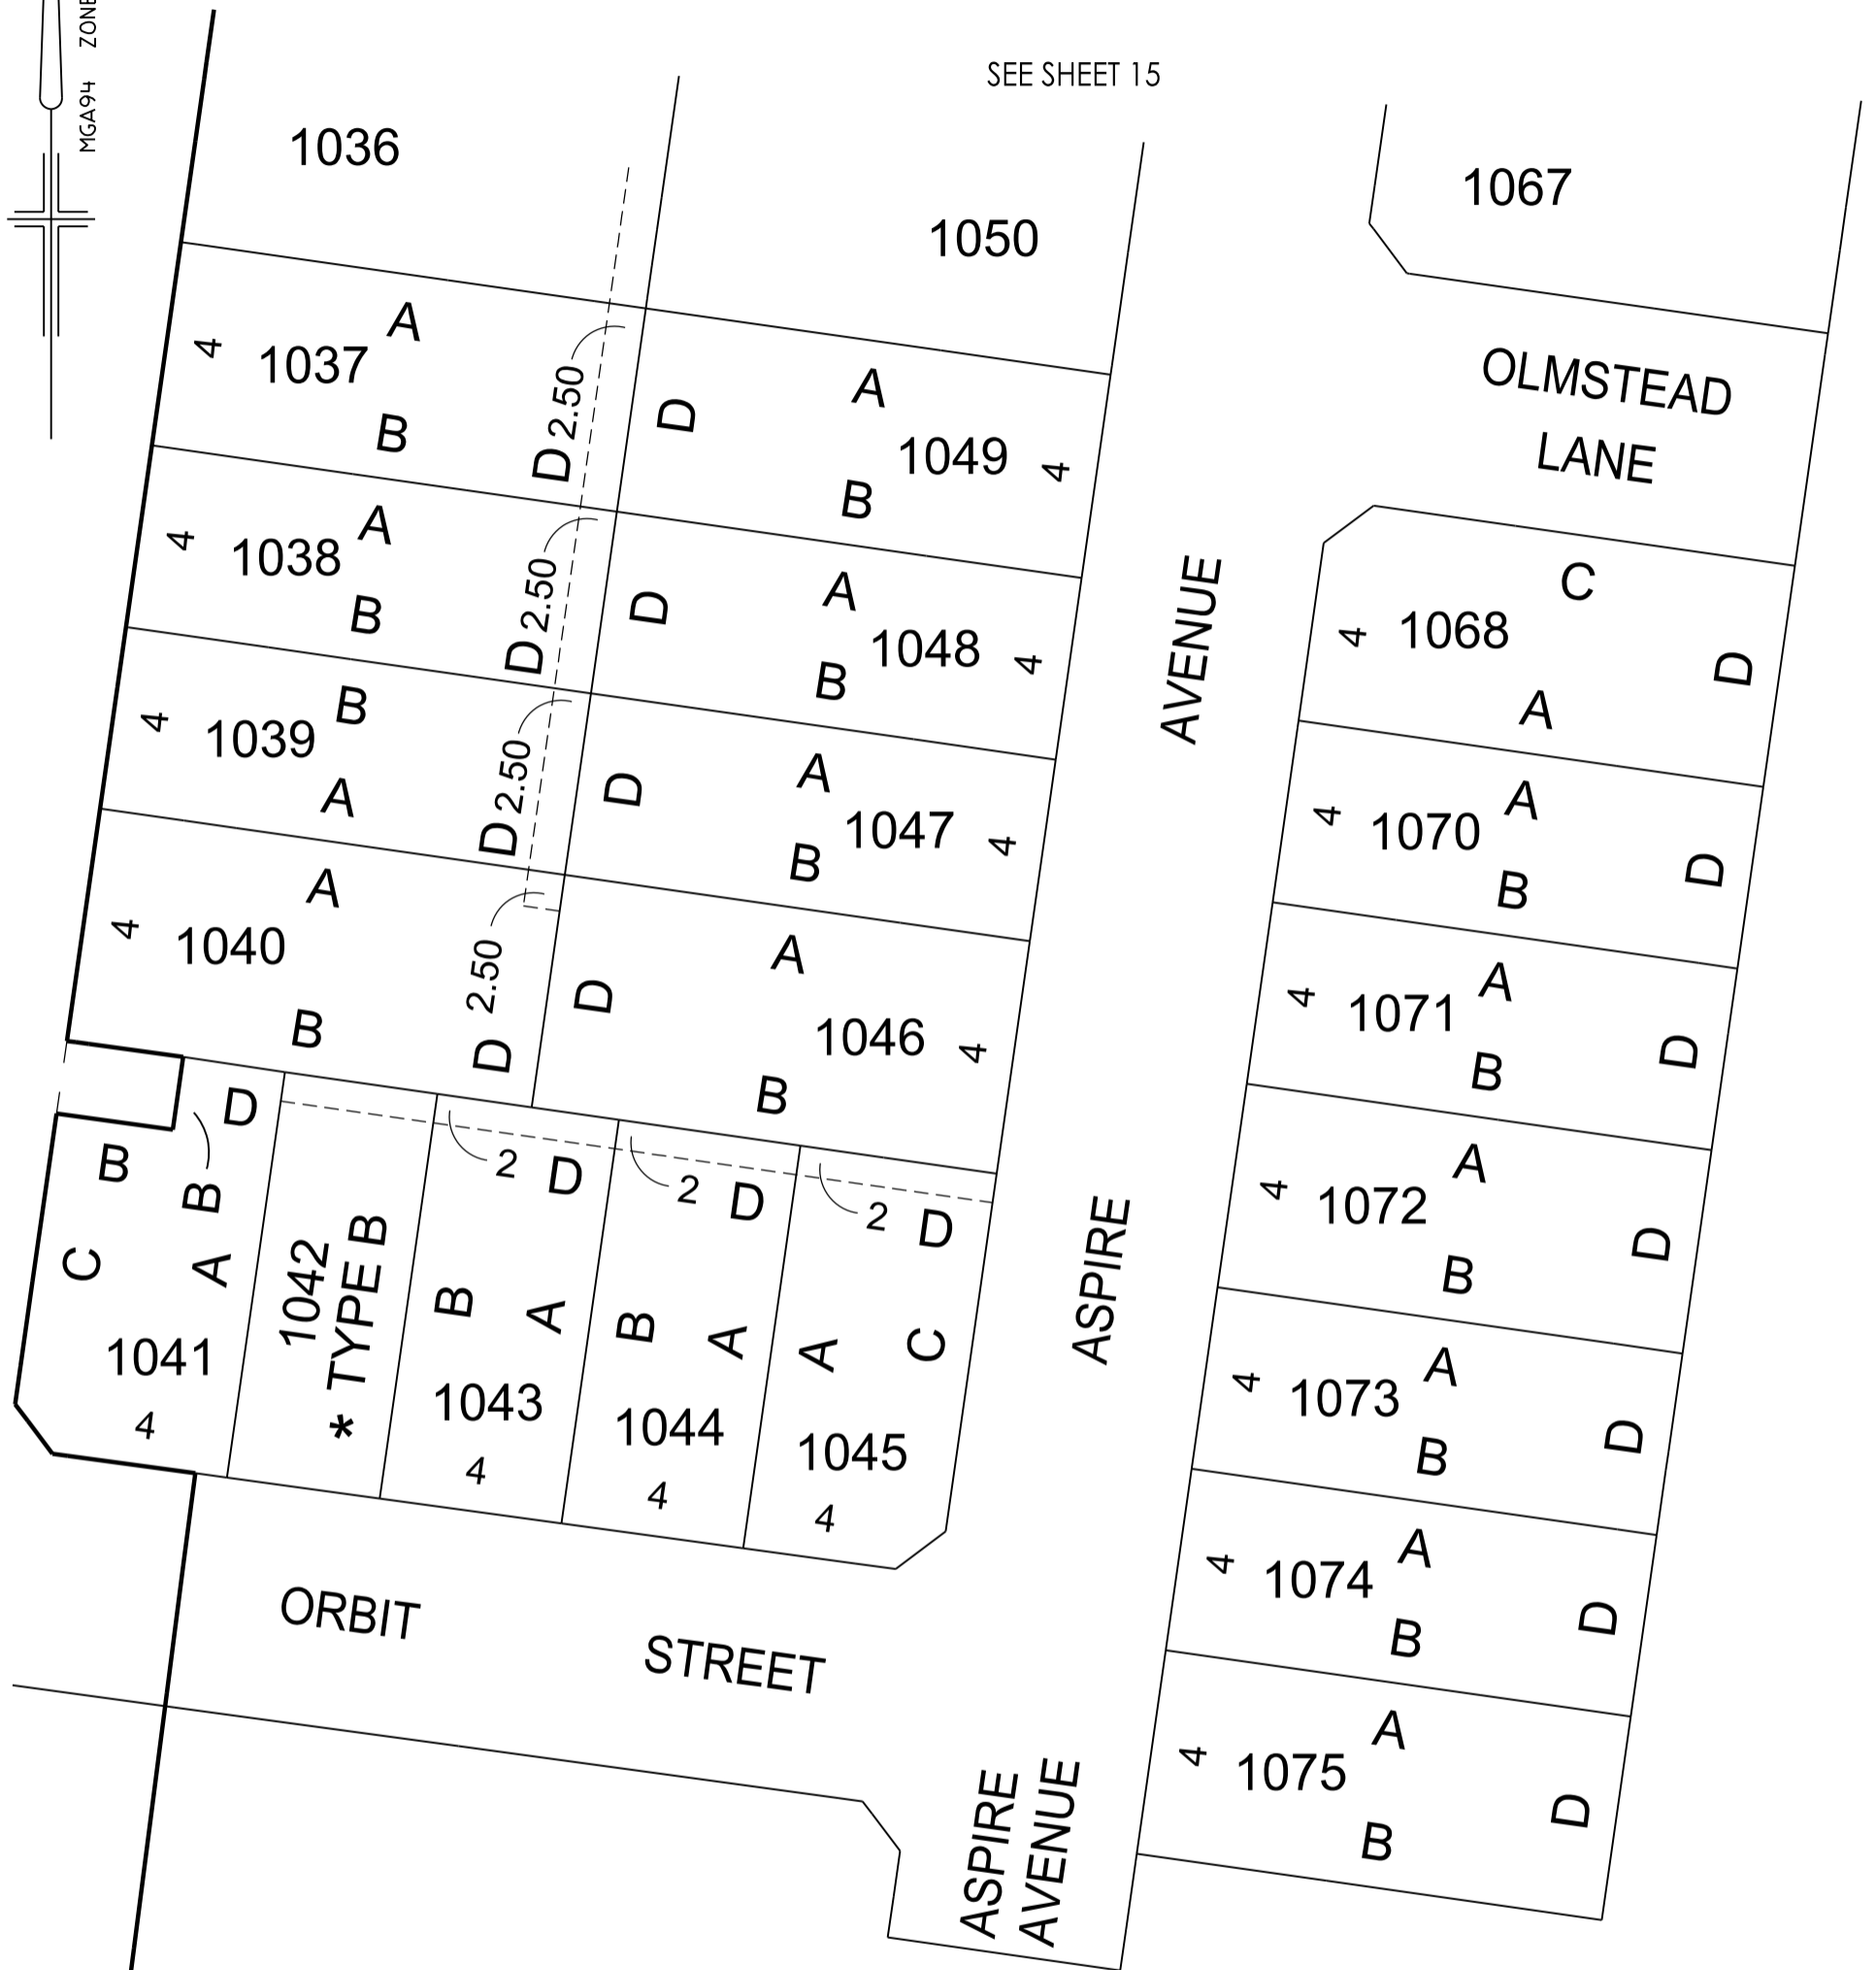 MGA94 ZONE
SEE SHEET 15
1036
1050
1067
OLMSTEAD
LANE
A
4 1037
B
D 2.50
D
A
1049 4
B
A
4 1038
B
D 2.50
D
A
1048 4
B
B
4 1039
A
D 2.50
D
A
1047 4
B
A
4 1040
B
D 2.50
D
A
1046 4
B
AVENUE
ASPIRE
C
4 1068
D
A
A
4 1070
D
B
A
4 1071
D
B
A
4 1072
D
B
A
4 1073
D
B
A
4 1074
D
B
A
4 1075
D
B
D
B
B
C
A
1041
4
1042
* TYPE B
2 D
B
A
1043
4
2 D
B
A
1044
4
2 D
A
C
1045
4
ORBIT STREET
ASPIRE
AVENUE